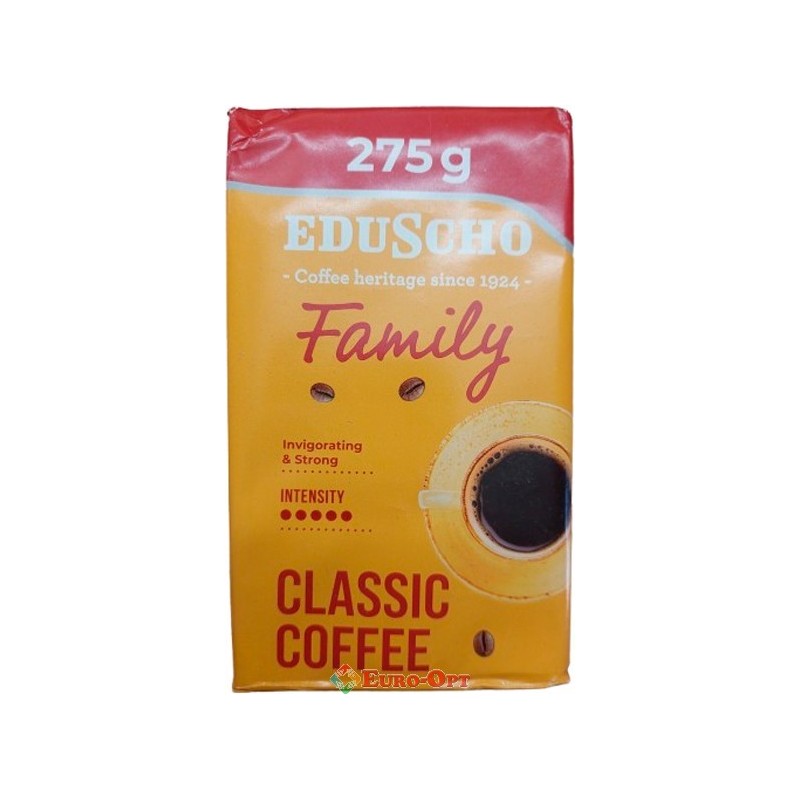 275 g
EDUSCHO
- Coffee heritage since 1924 -
Family
Invigorating
& Strong
INTENSITY
CLASSIC
COFFEE
EURO-OPT